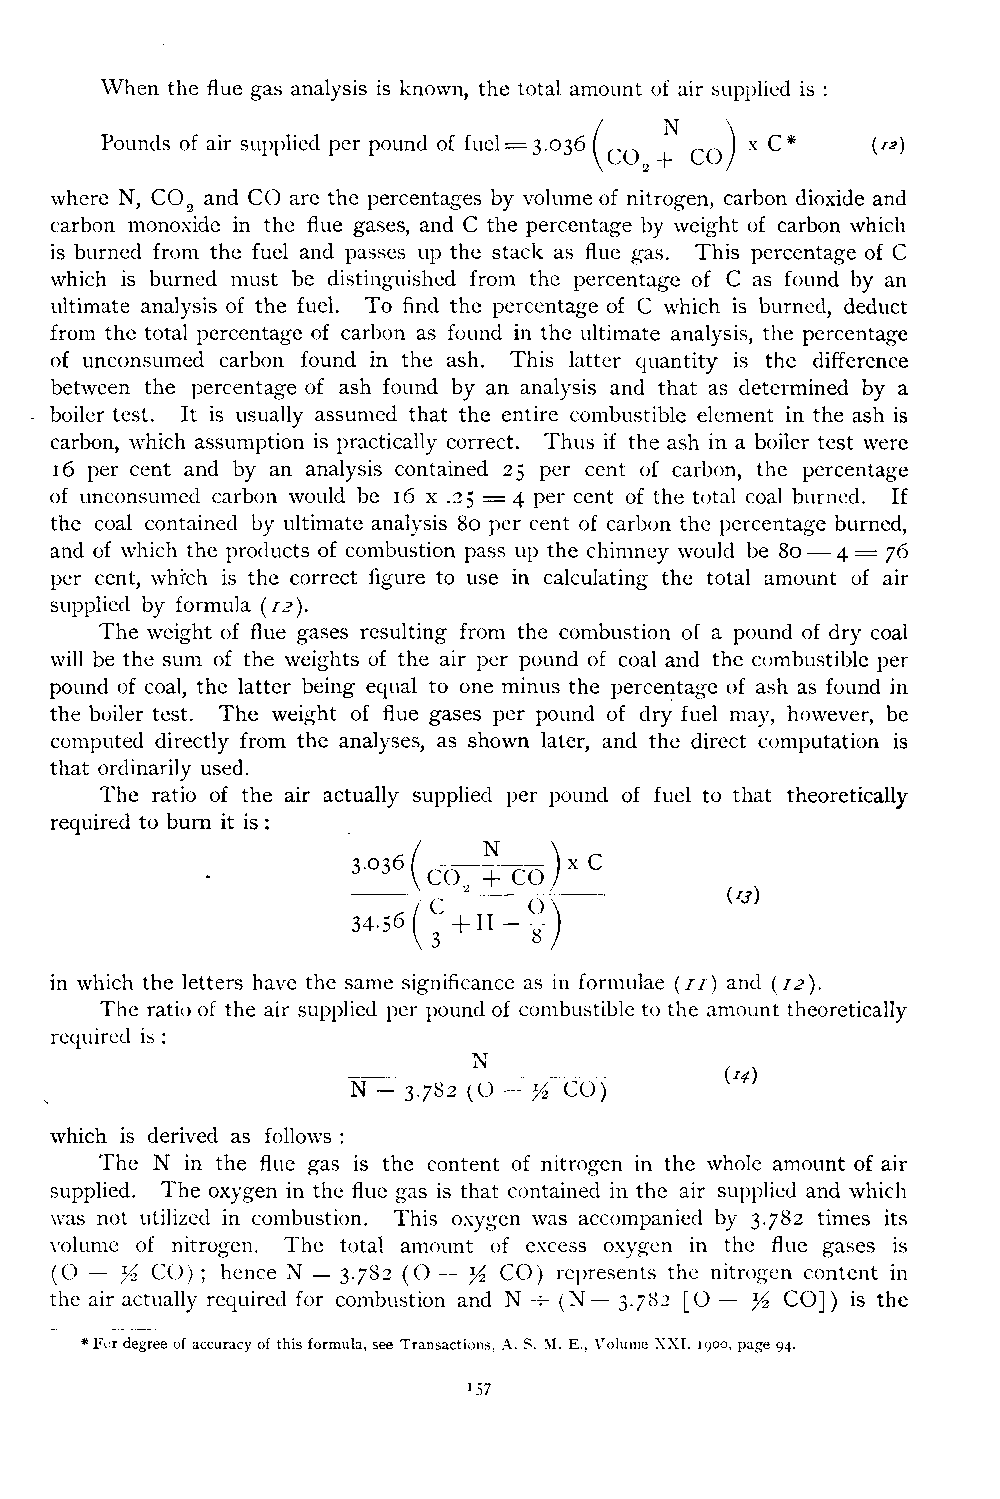 When the flue gas analysis is known, the total amount of air supplied is :
Pounds of air supplied per pound of fuel = 3.036 ( N / CO₂ + CO ) x C* (12)
where N, CO₂ and CO are the percentages by volume of nitrogen, carbon dioxide and
carbon monoxide in the flue gases, and C the percentage by weight of carbon which
is burned from the fuel and passes up the stack as flue gas. This percentage of C
which is burned must be distinguished from the percentage of C as found by an
ultimate analysis of the fuel. To find the percentage of C which is burned, deduct
from the total percentage of carbon as found in the ultimate analysis, the percentage
of unconsumed carbon found in the ash. This latter quantity is the difference
between the percentage of ash found by an analysis and that as determined by a
boiler test. It is usually assumed that the entire combustible element in the ash is
carbon, which assumption is practically correct. Thus if the ash in a boiler test were
16 per cent and by an analysis contained 25 per cent of carbon, the percentage
of unconsumed carbon would be 16 x .25 = 4 per cent of the total coal burned. If
the coal contained by ultimate analysis 80 per cent of carbon the percentage burned,
and of which the products of combustion pass up the chimney would be 80 — 4 = 76
per cent, which is the correct figure to use in calculating the total amount of air
supplied by formula (12).
The weight of flue gases resulting from the combustion of a pound of dry coal
will be the sum of the weights of the air per pound of coal and the combustible per
pound of coal, the latter being equal to one minus the percentage of ash as found in
the boiler test. The weight of flue gases per pound of dry fuel may, however, be
computed directly from the analyses, as shown later, and the direct computation is
that ordinarily used.
The ratio of the air actually supplied per pound of fuel to that theoretically
required to burn it is :
3.036 ( N / CO₂ + CO ) x C
34.56 ( C / 3 + H — O / 8 )
(13)
in which the letters have the same significance as in formulae (11) and (12).
The ratio of the air supplied per pound of combustible to the amount theoretically
required is :
N
N — 3.782 (O — ½ CO)
(14)
which is derived as follows :
The N in the flue gas is the content of nitrogen in the whole amount of air
supplied. The oxygen in the flue gas is that contained in the air supplied and which
was not utilized in combustion. This oxygen was accompanied by 3.782 times its
volume of nitrogen. The total amount of excess oxygen in the flue gases is
(O — ½ CO) ; hence N — 3.782 (O — ½ CO) represents the nitrogen content in
the air actually required for combustion and N ÷ (N — 3.782 [O — ½ CO]) is the
* For degree of accuracy of this formula, see Transactions, A. S. M. E., Volume XXI. 1900, page 94.
157